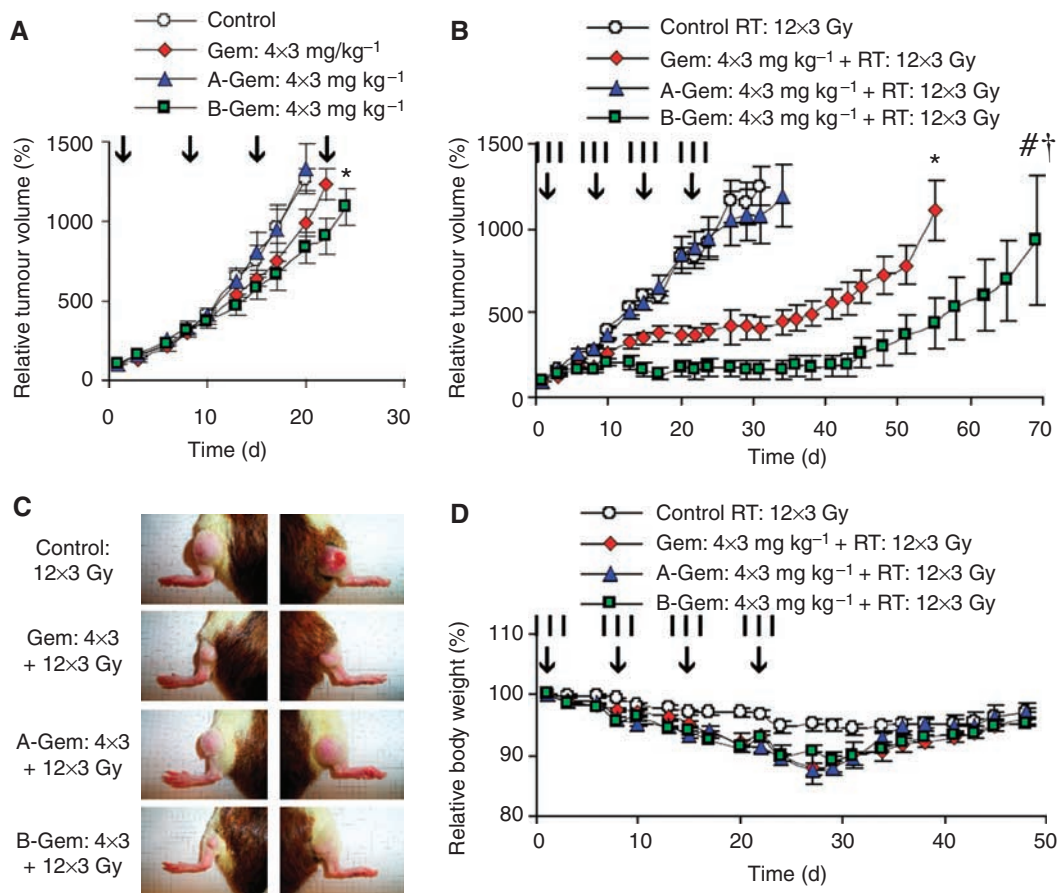 A
Control
Gem: 4×3 mg/kg⁻¹
A-Gem: 4×3 mg kg⁻¹
B-Gem: 4×3 mg kg⁻¹
Relative tumour volume (%)
1500
1000
500
0
*
0 10 20 30
Time (d)
B
Control RT: 12×3 Gy
Gem: 4×3 mg kg⁻¹ + RT: 12×3 Gy
A-Gem: 4×3 mg kg⁻¹ + RT: 12×3 Gy
B-Gem: 4×3 mg kg⁻¹ + RT: 12×3 Gy
Relative tumour volume (%)
1500
1000
500
0
*
#†
0 10 20 30 40 50 60 70
Time (d)
C
Control:
12×3 Gy
Gem: 4×3
+ 12×3 Gy
A-Gem: 4×3
+ 12×3 Gy
B-Gem: 4×3
+ 12×3 Gy
D
Control RT: 12×3 Gy
Gem: 4×3 mg kg⁻¹ + RT: 12×3 Gy
A-Gem: 4×3 mg kg⁻¹ + RT: 12×3 Gy
B-Gem: 4×3 mg kg⁻¹ + RT: 12×3 Gy
Relative body weight (%)
110
100
90
80
0 10 20 30 40 50
Time (d)